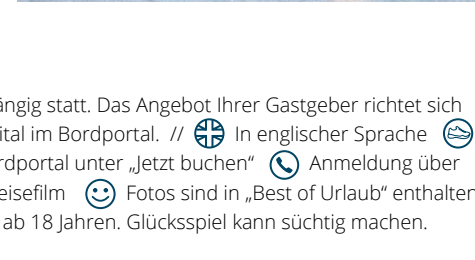 ängig statt. Das Angebot Ihrer Gastgeber richtet sich
ital im Bordportal. // In englischer Sprache
rdportal unter „Jetzt buchen“ Anmeldung über
eisefilm Fotos sind in „Best of Urlaub“ enthalten
ab 18 Jahren. Glücksspiel kann süchtig machen.